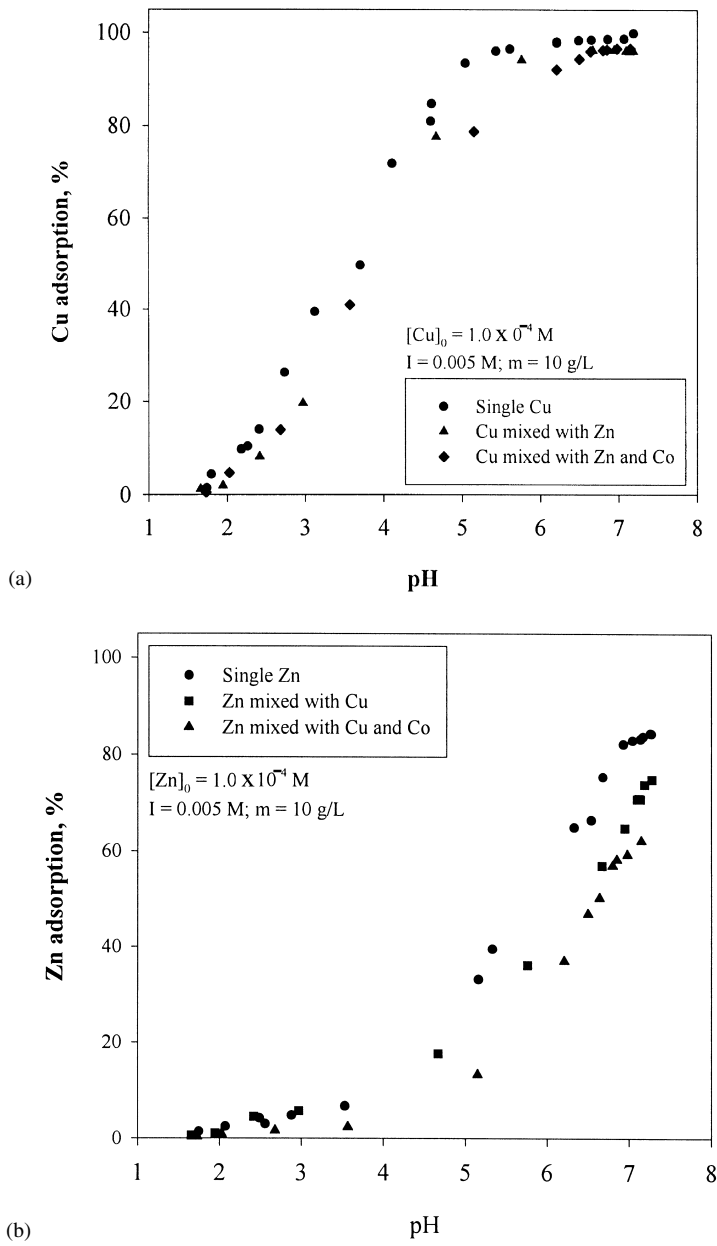 100
80
60
40
20
0
Cu adsorption, %
[Cu]₀ = 1.0 x 0⁻⁴ M
I = 0.005 M; m = 10 g/L
Single Cu
Cu mixed with Zn
Cu mixed with Zn and Co
1 2 3 4 5 6 7 8
(a)
pH
100
80
60
40
20
0
Zn adsorption, %
Single Zn
Zn mixed with Cu
Zn mixed with Cu and Co
[Zn]₀ = 1.0 x10⁻⁴ M
I = 0.005 M; m = 10 g/L
1 2 3 4 5 6 7 8
(b)
pH